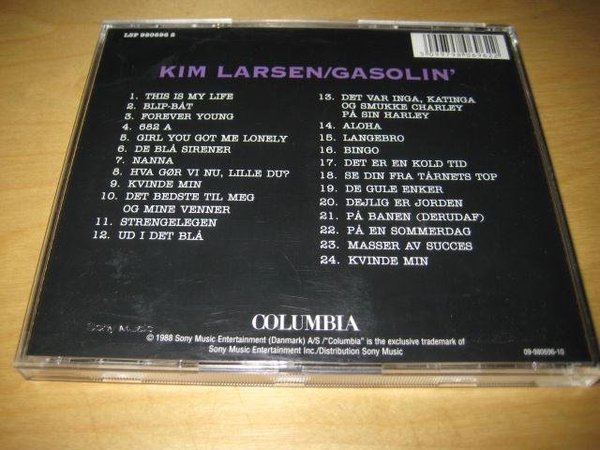 LSP 980696 2
5099798069622
KIM LARSEN/GASOLIN'
1. THIS IS MY LIFE
2. BLIP-BÅT
3. FOREVER YOUNG
4. 682 A
5. GIRL YOU GOT ME LONELY
6. DE BLÅ SIRENER
7. NANNA
8. HVA GØR VI NU, LILLE DU?
9. KVINDE MIN
10. DET BEDSTE TIL MEG
OG MINE VENNER
11. STRENGELEGEN
12. UD I DET BLÅ
13. DET VAR INGA, KATINGA
OG SMUKKE CHARLEY
PÅ SIN HARLEY
14. ALOHA
15. LANGEBRO
16. BINGO
17. DET ER EN KOLD TID
18. SE DIN FRA TÅRNETS TOP
19. DE GULE ENKER
20. DEJLIG ER JORDEN
21. PÅ BANEN (DERUDAF)
22. PÅ EN SOMMERDAG
23. MASSER AV SUCCES
24. KVINDE MIN
COLUMBIA
Sony Music
© 1988 Sony Music Entertainment (Danmark) A/S /"Columbia" is the exclusive trademark of
Sony Music Entertainment Inc./Distribution Sony Music
09-980696-10